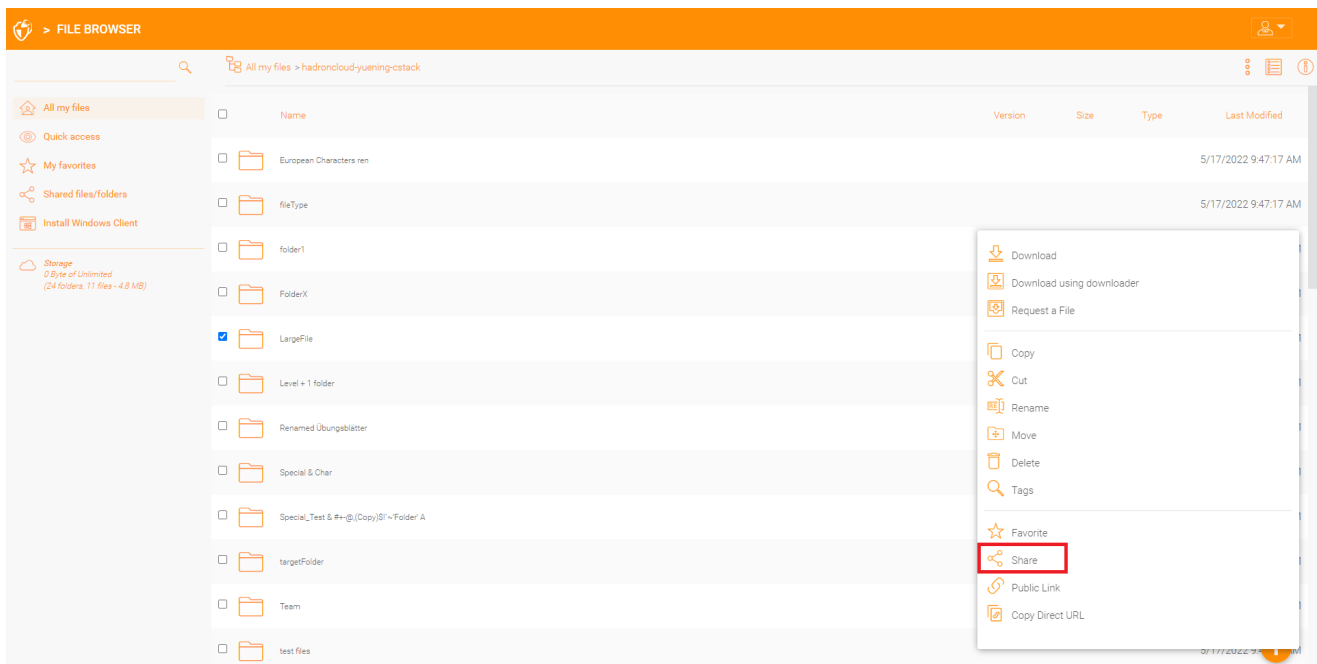 > FILE BROWSER
All my files > hadroncloud-yuening-cstack
All my files
Quick access
My favorites
Shared files/folders
Install Windows Client
Storage
0 Byte of Unlimited
(24 folders, 11 files - 4.8 MB)
Name Version Size Type Last Modified
European Characters ren 5/17/2022 9:47:17 AM
fileType 5/17/2022 9:47:17 AM
folder1
FolderX
LargeFile
Level + 1 folder
Renamed Übungsblätter
Special & Char
Special_Test & #+-@,(Copy)$!'~'Folder' A
targetFolder
Team
test files
Download
Download using downloader
Request a File
Copy
Cut
Rename
Move
Delete
Tags
Favorite
Share
Public Link
Copy Direct URL